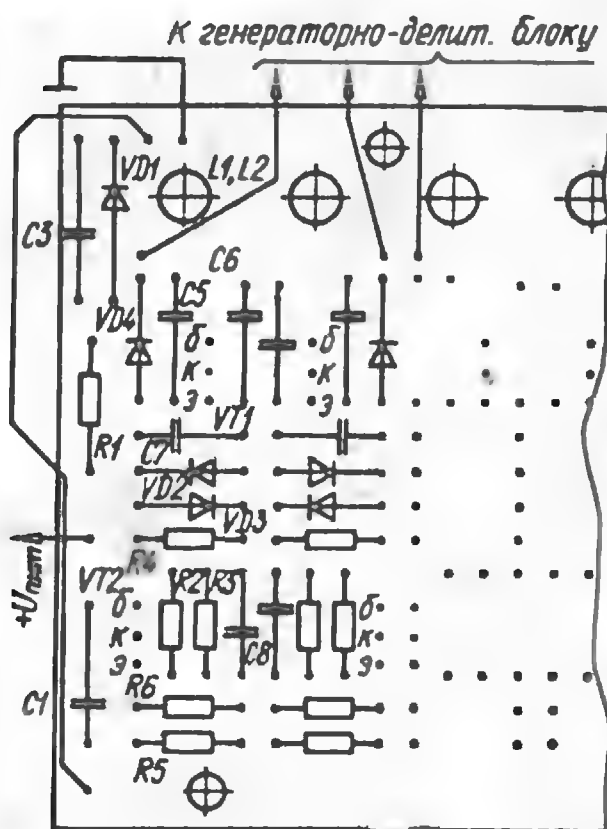 К генераторно-делит. блоку
VD1
L1, L2
C3
C6
C5
VD4
б
б
к
к
э
э
VT1
R1
C7
VD2
VD3
R4
+Uпит
VT2
R2
R3
б
б
к
к
C8
э
э
R6
C1
R5